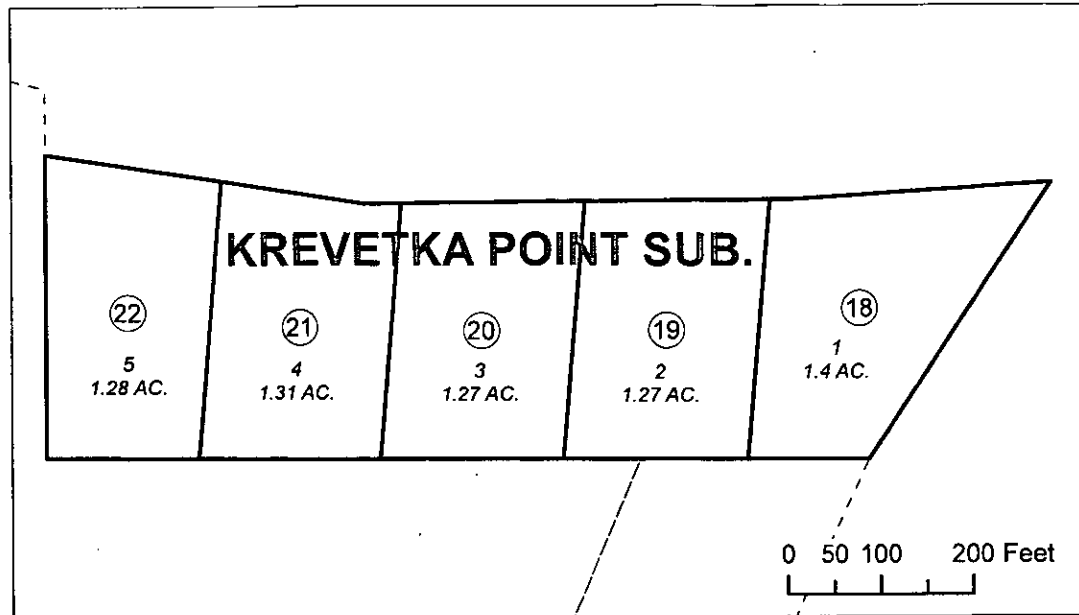 KREVETKA POINT SUB.
22
5
1.28 AC.
21
4
1.31 AC.
20
3
1.27 AC.
19
2
1.27 AC.
18
1
1.4 AC.
0 50 100 200 Feet